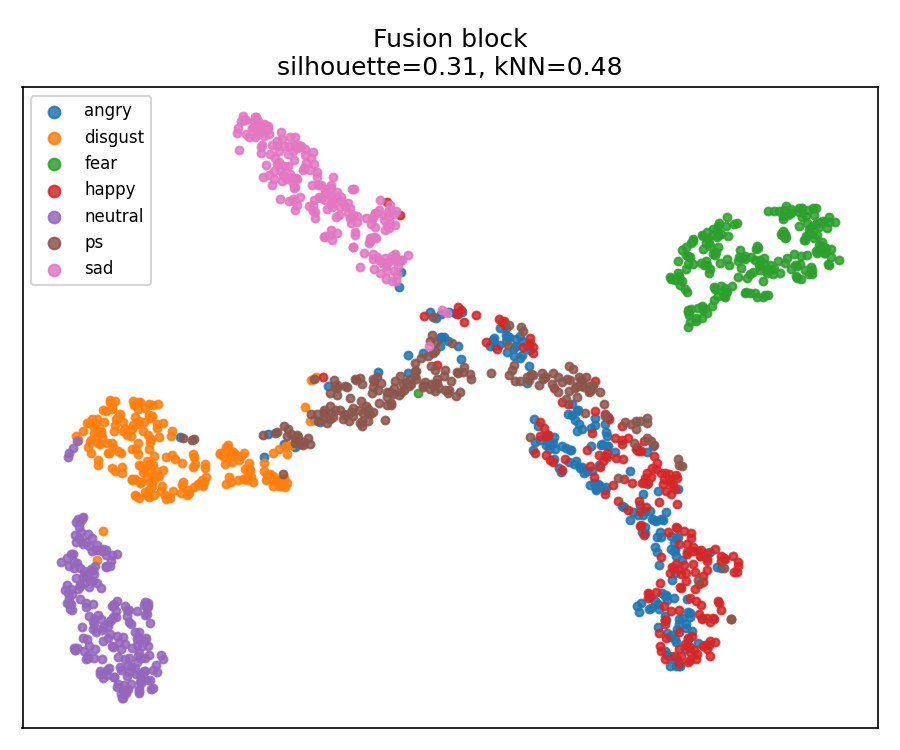 Fusion block
silhouette=0.31, kNN=0.48
angry
disgust
fear
happy
neutral
ps
sad